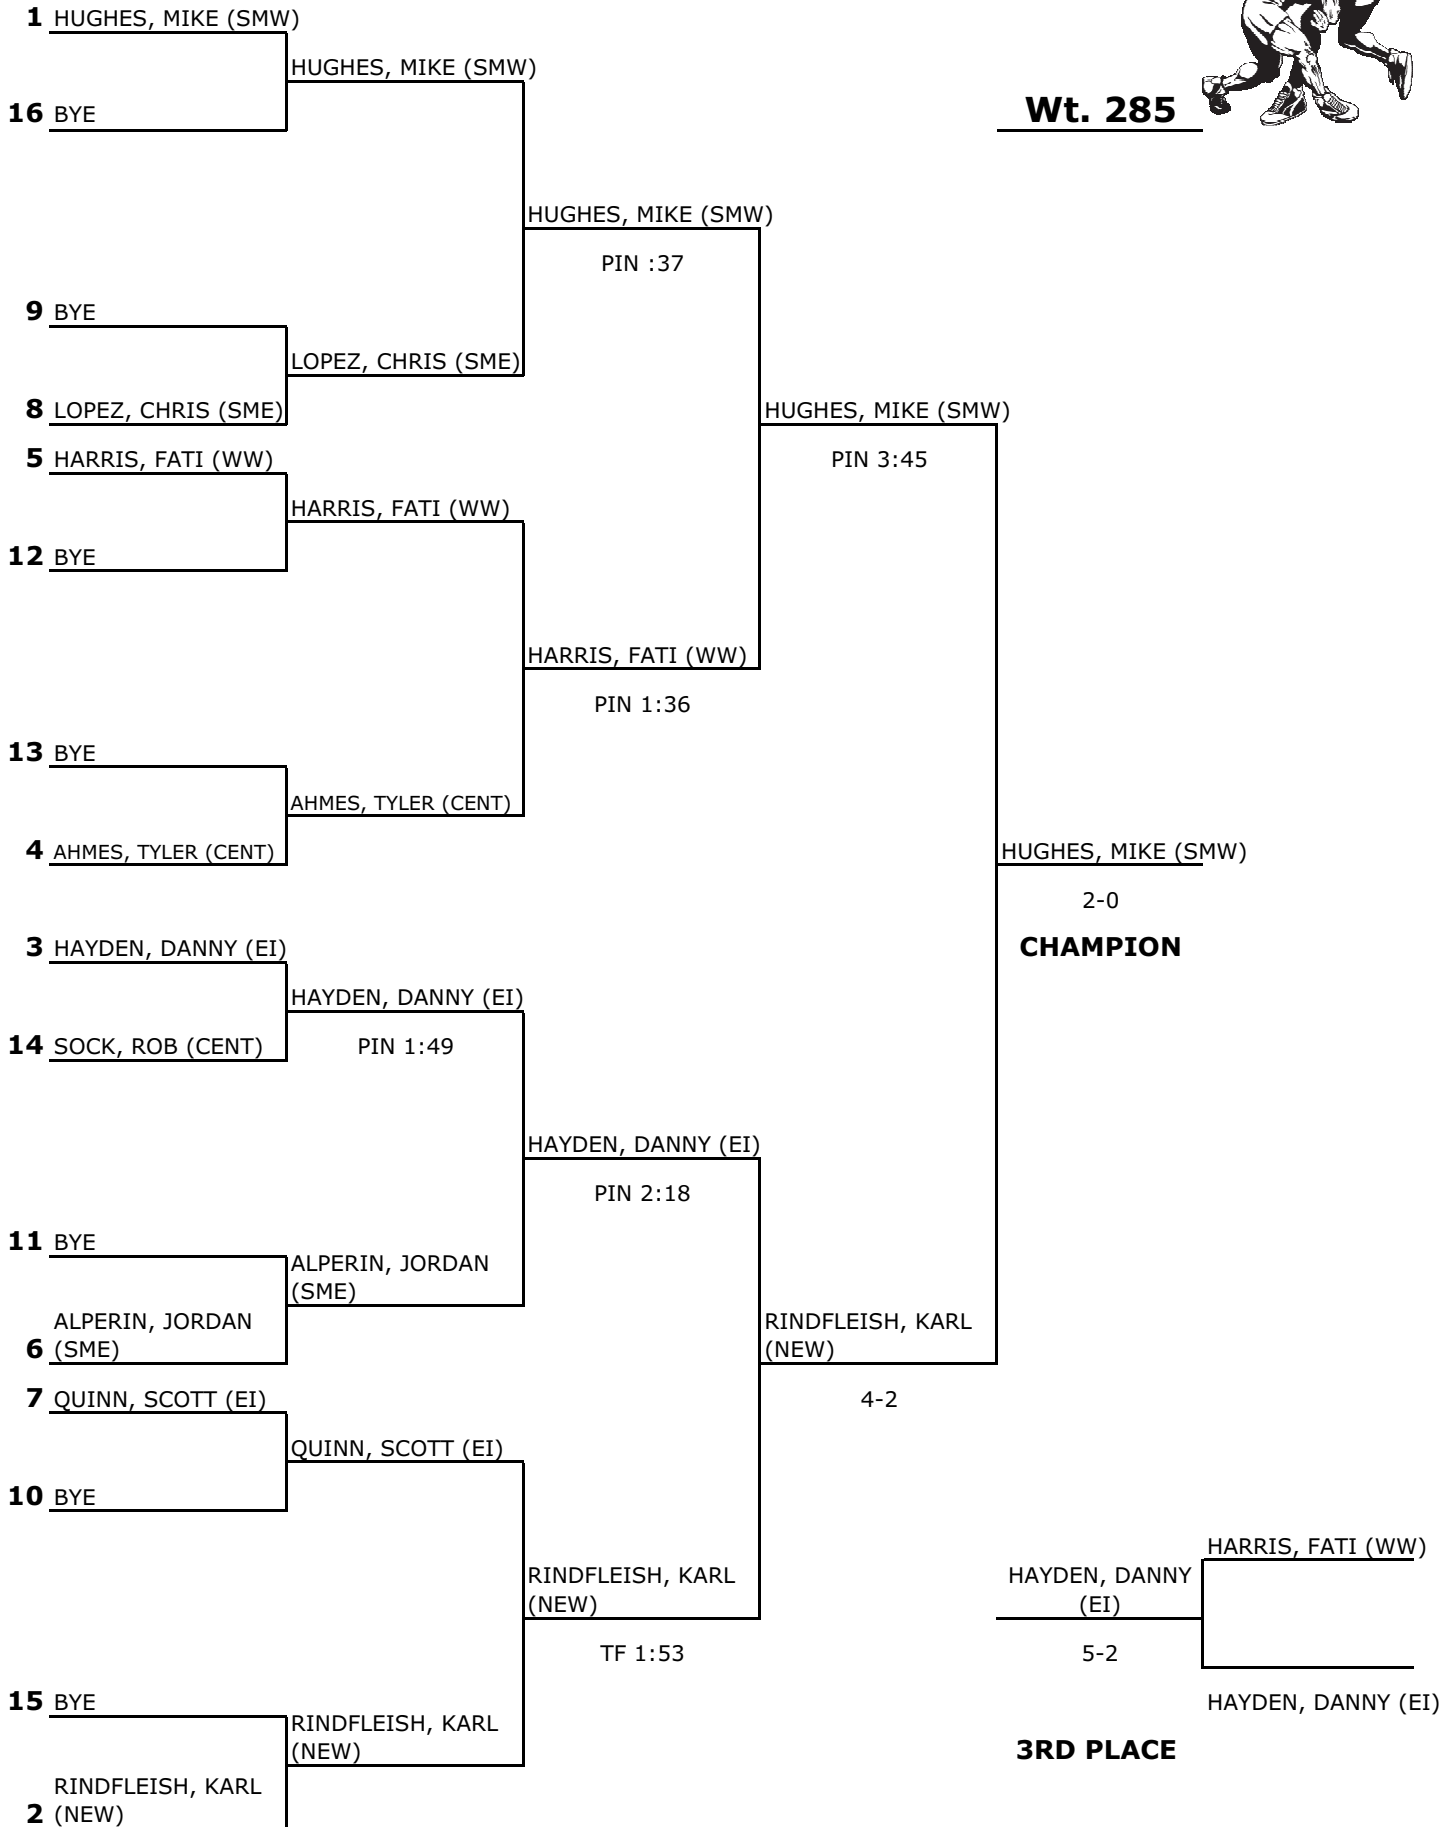 1 HUGHES, MIKE (SMW)
HUGHES, MIKE (SMW)
16 BYE
Wt. 285
HUGHES, MIKE (SMW)
PIN :37
9 BYE
LOPEZ, CHRIS (SME)
8 LOPEZ, CHRIS (SME)
HUGHES, MIKE (SMW)
5 HARRIS, FATI (WW)
PIN 3:45
HARRIS, FATI (WW)
12 BYE
HARRIS, FATI (WW)
PIN 1:36
13 BYE
AHMES, TYLER (CENT)
4 AHMES, TYLER (CENT)
HUGHES, MIKE (SMW)
2-0
CHAMPION
3 HAYDEN, DANNY (EI)
HAYDEN, DANNY (EI)
14 SOCK, ROB (CENT)
PIN 1:49
HAYDEN, DANNY (EI)
PIN 2:18
11 BYE
ALPERIN, JORDAN
(SME)
ALPERIN, JORDAN
6 (SME)
RINDFLEISH, KARL
(NEW)
7 QUINN, SCOTT (EI)
4-2
QUINN, SCOTT (EI)
10 BYE
HARRIS, FATI (WW)
RINDFLEISH, KARL
(NEW)
HAYDEN, DANNY
(EI)
TF 1:53
5-2
15 BYE
HAYDEN, DANNY (EI)
RINDFLEISH, KARL
(NEW)
3RD PLACE
RINDFLEISH, KARL
2 (NEW)